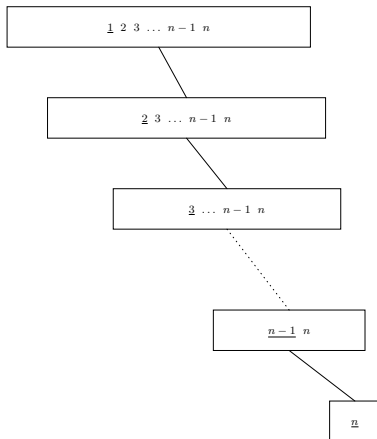 1 2 3 … n − 1 n
2 3 … n − 1 n
3 … n − 1 n
n − 1 n
n